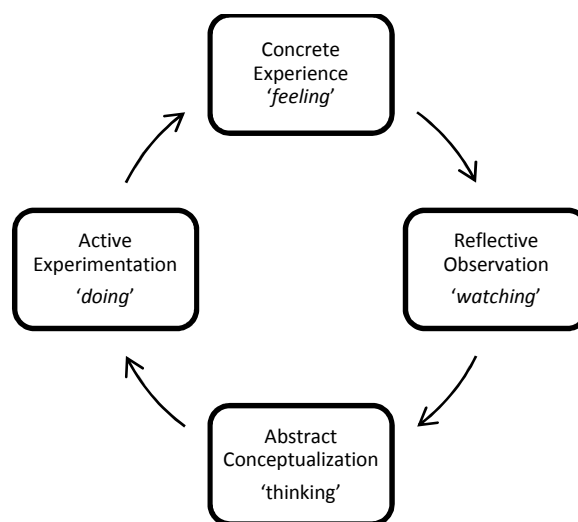 Concrete
Experience
‘feeling’
Reflective
Observation
‘watching’
Abstract
Conceptualization
‘thinking’
Active
Experimentation
‘doing’